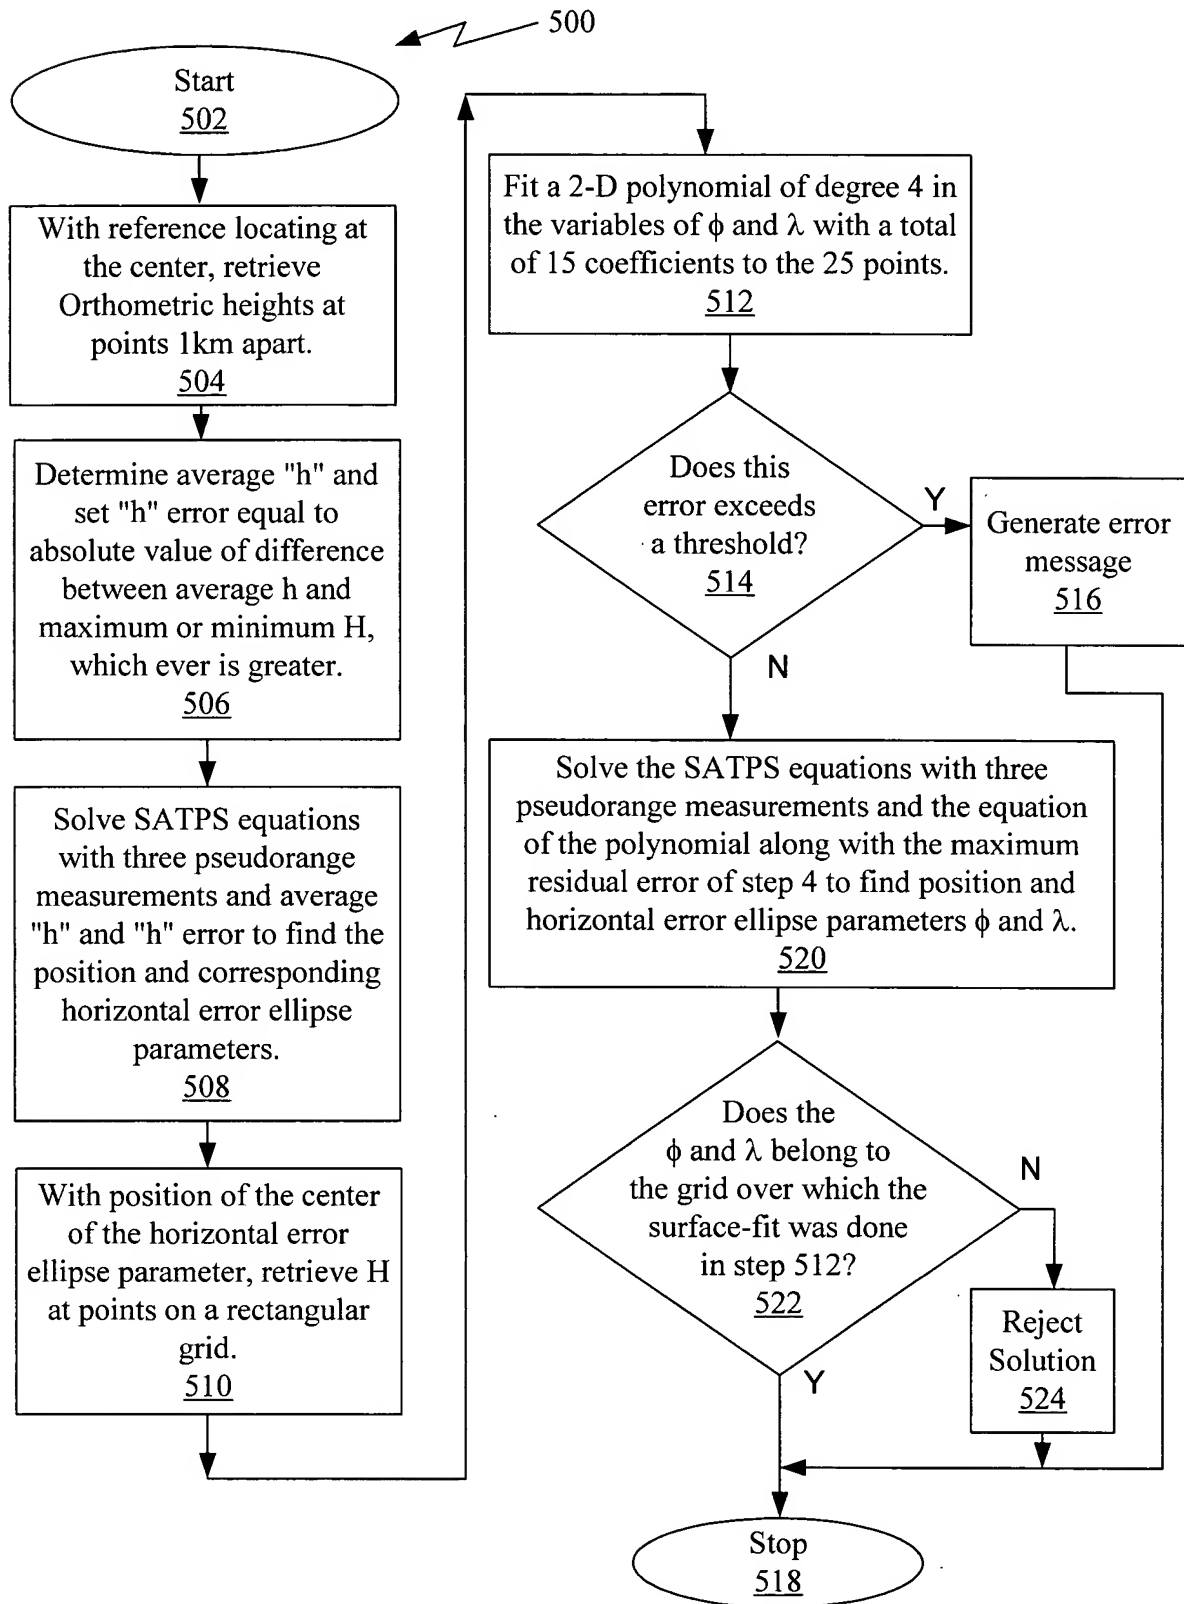 500
Start
502
With reference locating at
the center, retrieve
Orthometric heights at
points 1km apart.
504
Determine average "h" and
set "h" error equal to
absolute value of difference
between average h and
maximum or minimum H,
which ever is greater.
506
Solve SATPS equations
with three pseudorange
measurements and average
"h" and "h" error to find the
position and corresponding
horizontal error ellipse
parameters.
508
With position of the center
of the horizontal error
ellipse parameter, retrieve H
at points on a rectangular
grid.
510
Fit a 2-D polynomial of degree 4 in
the variables of ϕ and λ with a total
of 15 coefficients to the 25 points.
512
Does this
error exceeds
a threshold?
514
Y
Generate error
message
516
N
Solve the SATPS equations with three
pseudorange measurements and the equation
of the polynomial along with the maximum
residual error of step 4 to find position and
horizontal error ellipse parameters ϕ and λ.
520
Does the
ϕ and λ belong to
the grid over which the
surface-fit was done
in step 512?
522
N
Reject
Solution
524
Y
Stop
518